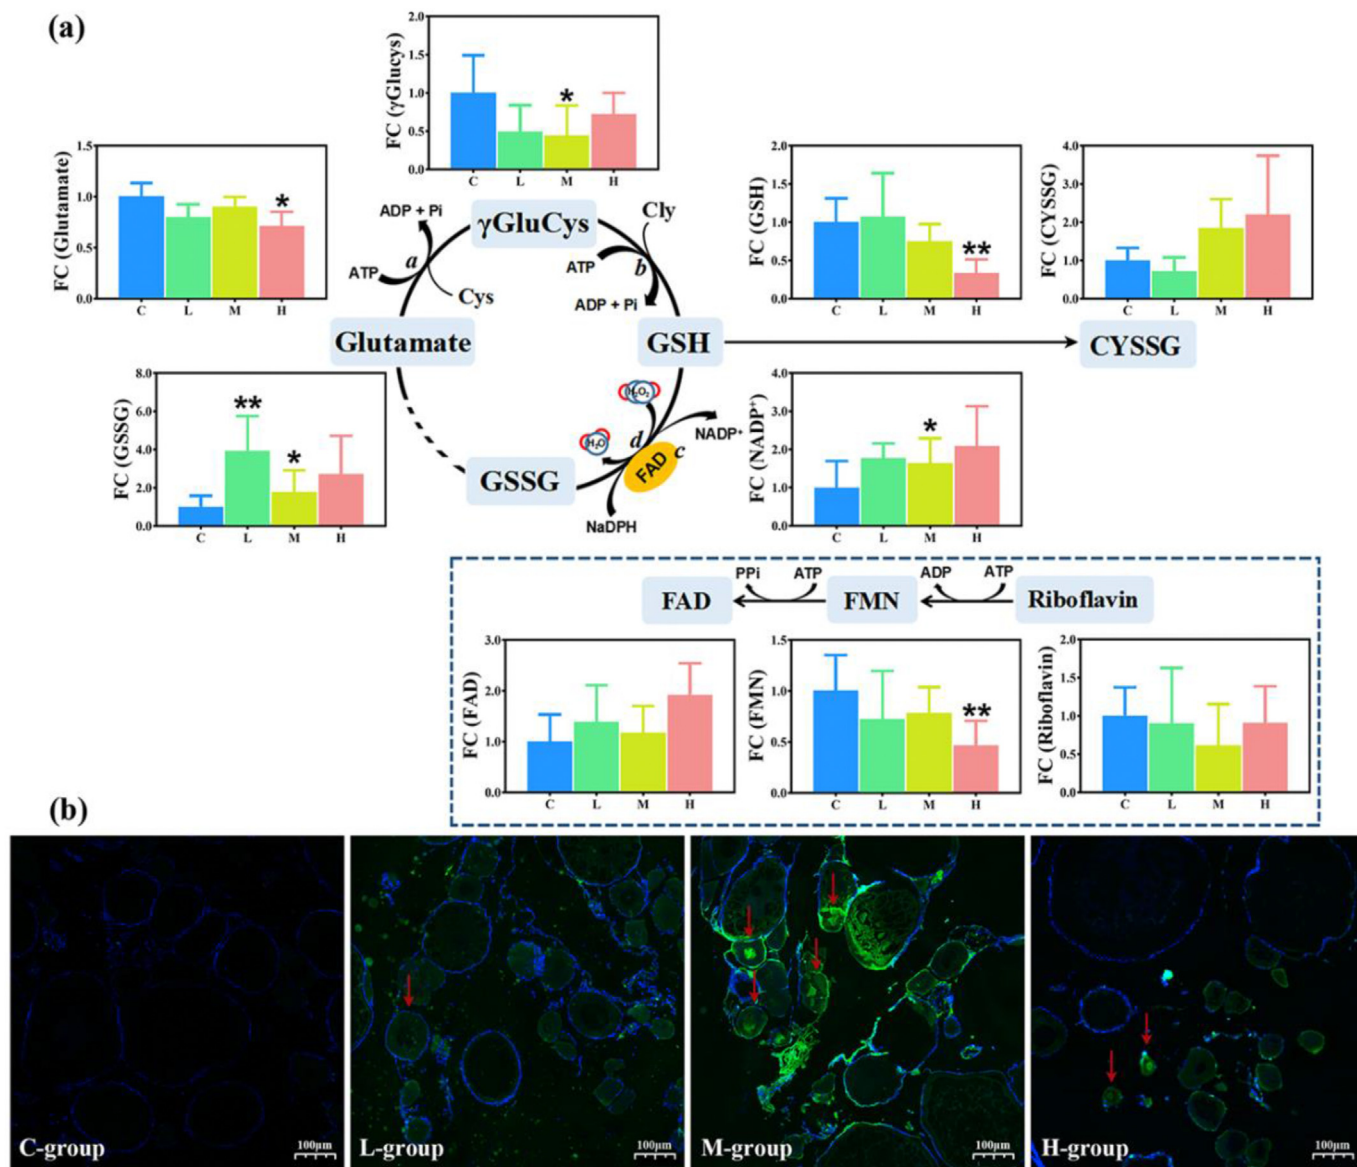 (a)
FC (γGlucys)
2.0
1.5
1.0
0.5
0.0
*
C L M H
FC (Glutamate)
1.5
1.0
0.5
0.0
*
C L M H
ADP + Pi
γGluCys
Cly
ATP
a
Cys
ATP
b
ADP + Pi
FC (GSH)
2.0
1.5
1.0
0.5
0.0
**
C L M H
FC (CYSSG)
4.0
3.0
2.0
1.0
0.0
C L M H
Glutamate
GSH
CYSSG
FC (GSSG)
8.0
6.0
4.0
2.0
0.0
**
*
C L M H
H₂O₂
H₂O
d
c
FAD
NADP⁺
GSSG
NaDPH
FC (NADP⁺)
4.0
3.0
2.0
1.0
0.0
*
C L M H
FAD
PPi
ATP
FMN
ADP
ATP
Riboflavin
FC (FAD)
3.0
2.0
1.0
0.0
C L M H
FC (FMN)
1.5
1.0
0.5
0.0
**
C L M H
FC (Riboflavin)
2.0
1.5
1.0
0.5
0.0
C L M H
(b)
C-group
100μm
L-group
100μm
M-group
100μm
H-group
100μm